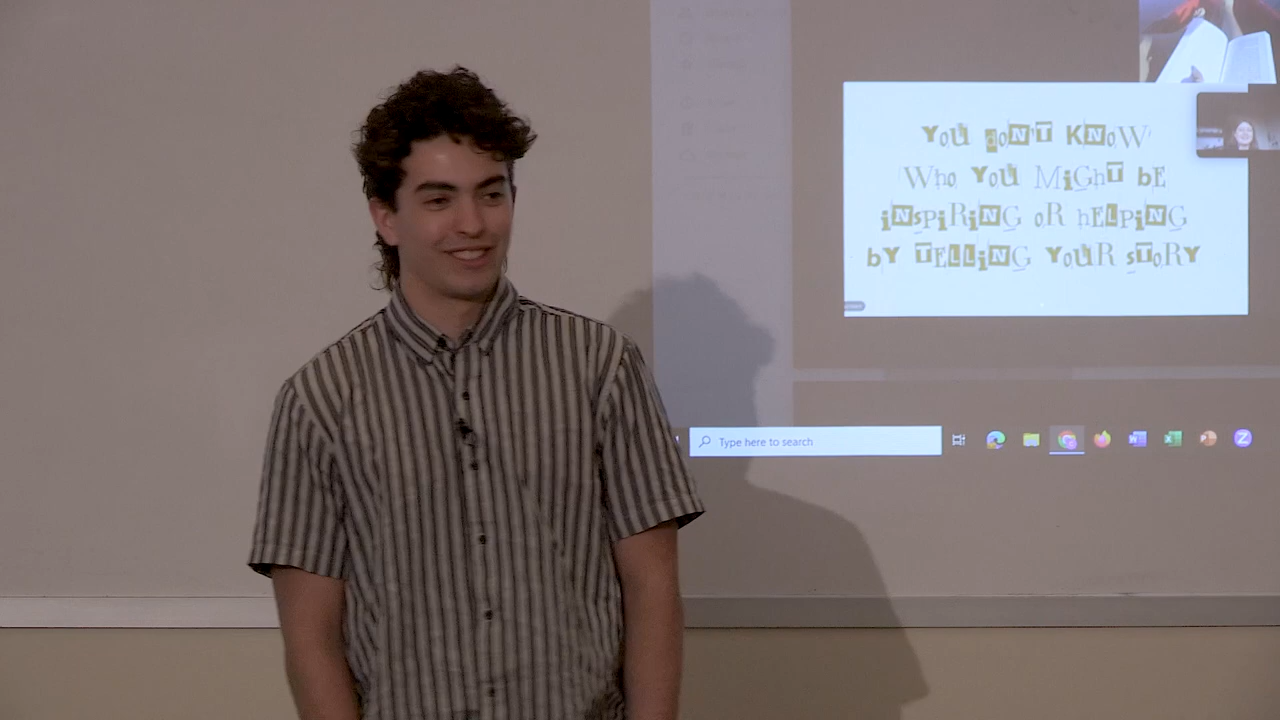 YoU doN'T KNoW
Who YoU MiGhT bE
iNspiRiNG oR hELpiNG
bY TELLiNG YoUR sToRY
Type here to search